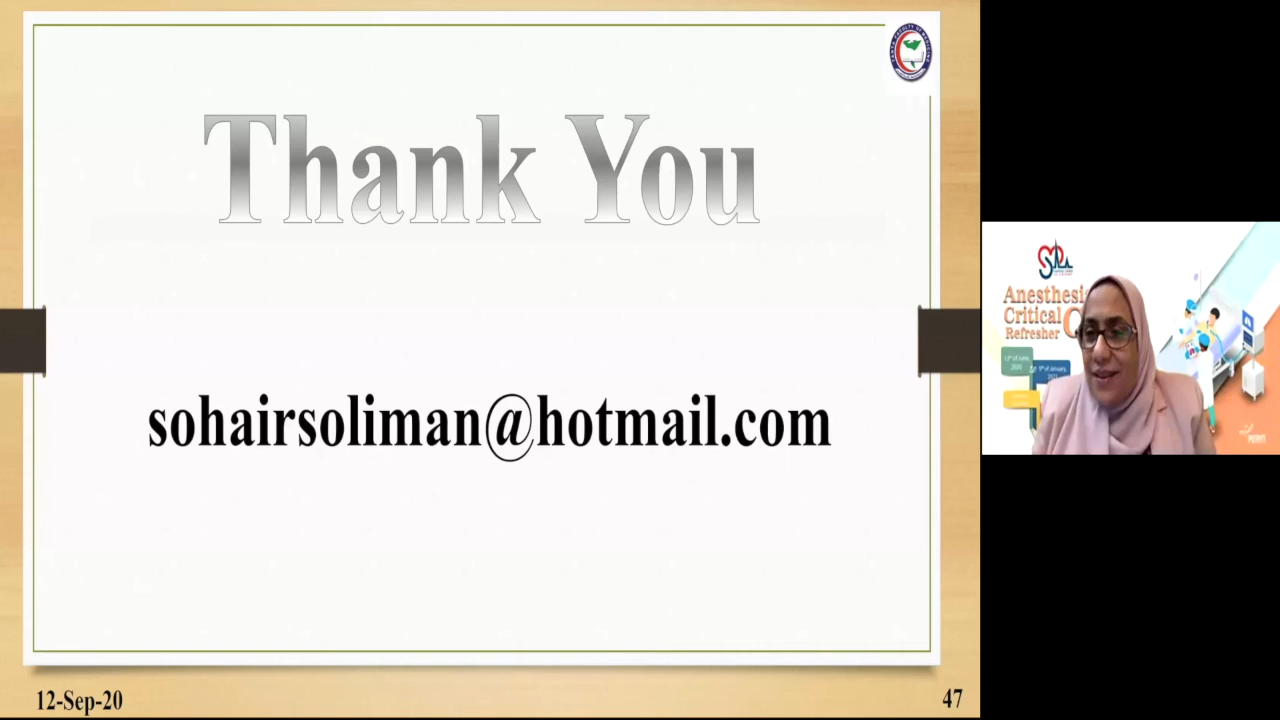 Thank You
sohairsoliman@hotmail.com
12-Sep-20
47
Anesthesia
Critical
Refresher